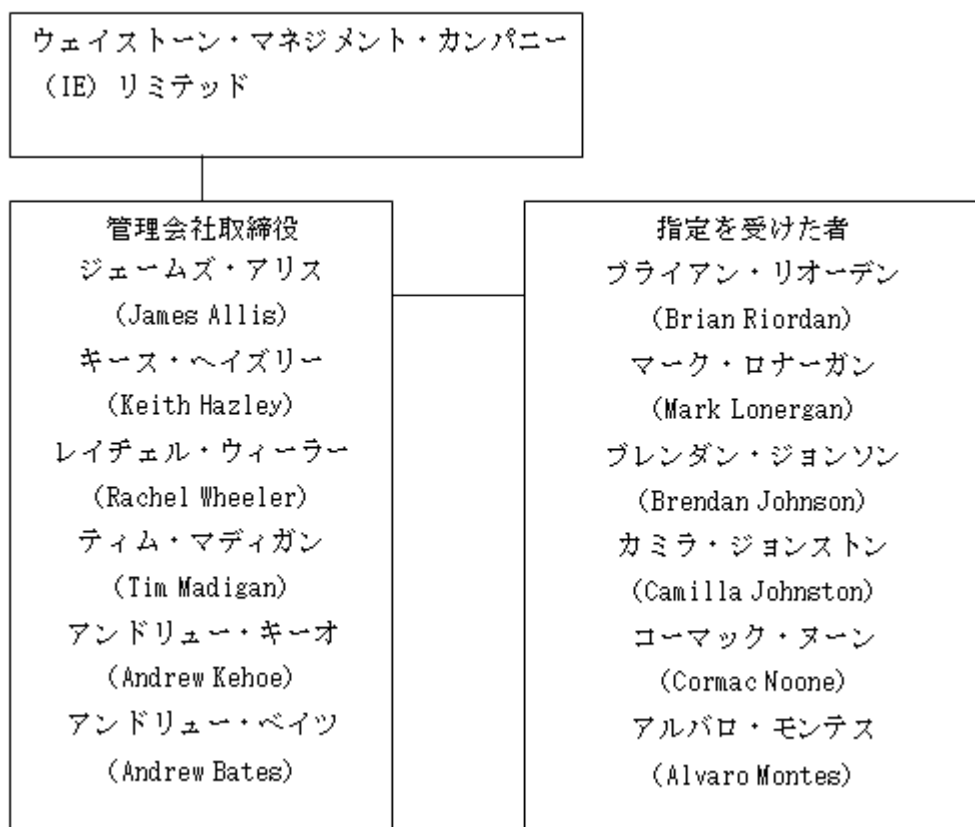 ウェイストーン・マネジメント・カンパニー
（IE）リミテッド
管理会社取締役
ジェームズ・アリス
(James Allis)
キース・ヘイズリー
(Keith Hazley)
レイチェル・ウィーラー
(Rachel Wheeler)
ティム・マディガン
(Tim Madigan)
アンドリュー・キーオ
(Andrew Kehoe)
アンドリュー・ベイツ
(Andrew Bates)
指定を受けた者
ブライアン・リオーデン
(Brian Riordan)
マーク・ロナーガン
(Mark Lonergan)
ブレンダン・ジョンソン
(Brendan Johnson)
カミラ・ジョンストン
(Camilla Johnston)
コーマック・ヌーン
(Cormac Noone)
アルバロ・モンテス
(Alvaro Montes)